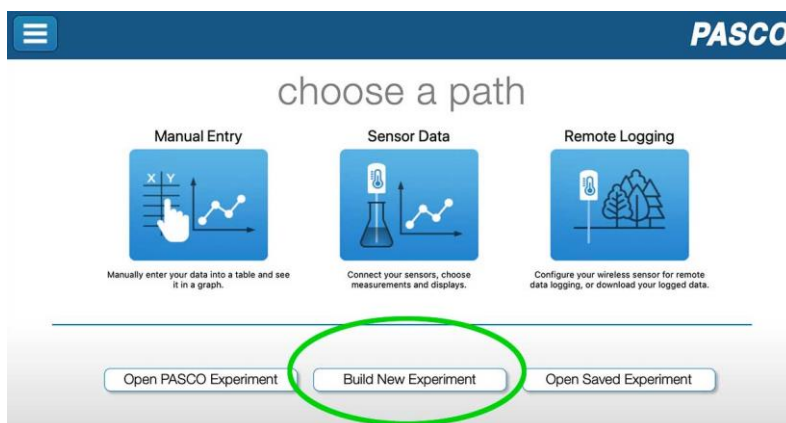 PASCO
choose a path
Manual Entry
Sensor Data
Remote Logging
X Y
Manually enter your data into a table and see
it in a graph.
Connect your sensors, choose
measurements and displays.
Configure your wireless sensor for remote
data logging, or download your logged data.
Open PASCO Experiment
Build New Experiment
Open Saved Experiment